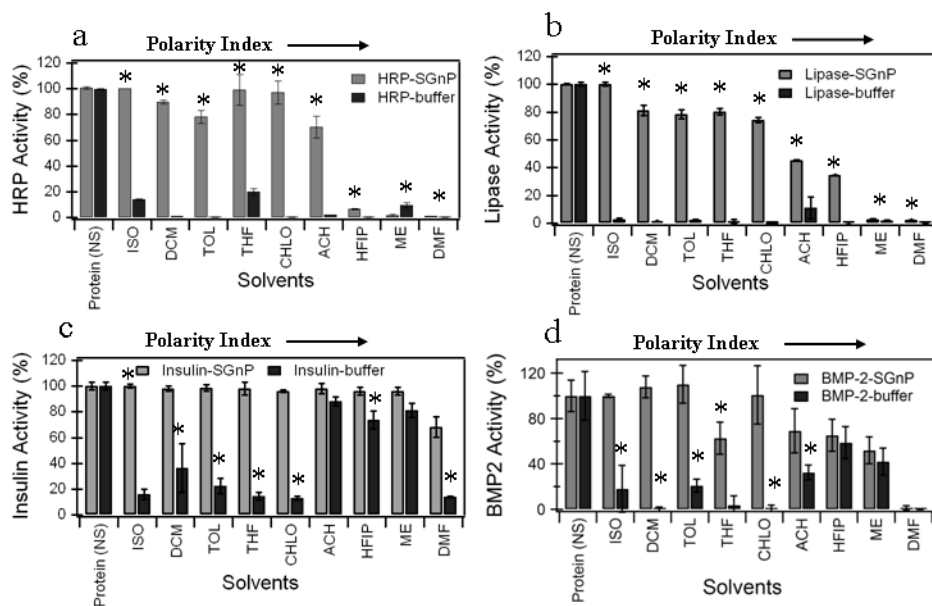 a
Polarity Index
HRP Activity (%)
120
100
80
60
40
20
0
HRP-SGnP
HRP-buffer
* * * * * * * *
Protein (NS) ISO DCM TOL THF CHLO ACH HFIP ME DMF
Solvents
b
Polarity Index
Lipase Activity (%)
120
100
80
60
40
20
0
Lipase-SGnP
Lipase-buffer
* * * * * * * * *
Protein (NS) ISO DCM TOL THF CHLO ACH HFIP ME DMF
Solvents
c
Polarity Index
Insulin Activity (%)
120
100
80
60
40
20
0
Insulin-SGnP Insulin-buffer
* * * * * * *
Protein (NS) ISO DCM TOL THF CHLO ACH HFIP ME DMF
Solvents
d
Polarity Index
BMP2 Activity (%)
120
80
40
0
BMP-2-SGnP
BMP-2-buffer
* * * * * *
Protein (NS) ISO DCM TOL THF CHLO ACH HFIP ME DMF
Solvents